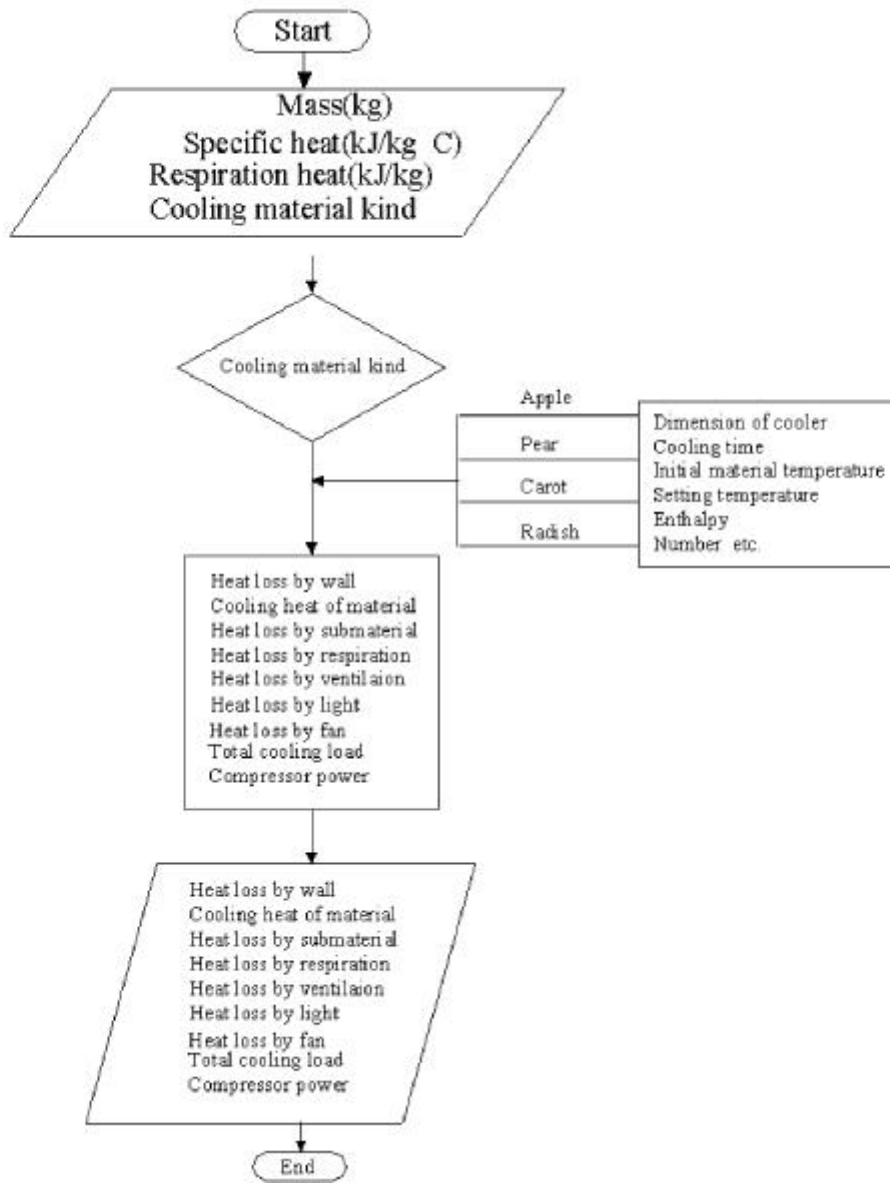 Start
Mass(kg)
Specific heat(kJ/kg C)
Respiration heat(kJ/kg)
Cooling material kind
Cooling material kind
Apple
Pear
Carot
Radish
Dimension of cooler
Cooling time
Initial material temperature
Setting temperature
Enthalpy
Number etc.
Heat loss by wall
Cooling heat of material
Heat loss by submaterial
Heat loss by respiration
Heat loss by ventilaion
Heat loss by light
Heat loss by fan
Total cooling load
Compressor power
Heat loss by wall
Cooling heat of material
Heat loss by submaterial
Heat loss by respiration
Heat loss by ventilaion
Heat loss by light
Heat loss by fan
Total cooling load
Compressor power
End